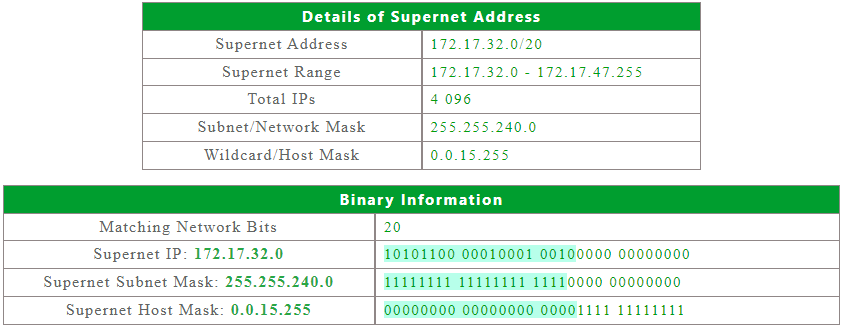 Details of Supernet Address
Supernet Address 172.17.32.0/20
Supernet Range 172.17.32.0 - 172.17.47.255
Total IPs 4 096
Subnet/Network Mask 255.255.240.0
Wildcard/Host Mask 0.0.15.255
Binary Information
Matching Network Bits 20
Supernet IP: 172.17.32.0 10101100 00010001 00100000 00000000
Supernet Subnet Mask: 255.255.240.0 11111111 11111111 11110000 00000000
Supernet Host Mask: 0.0.15.255 00000000 00000000 00001111 11111111